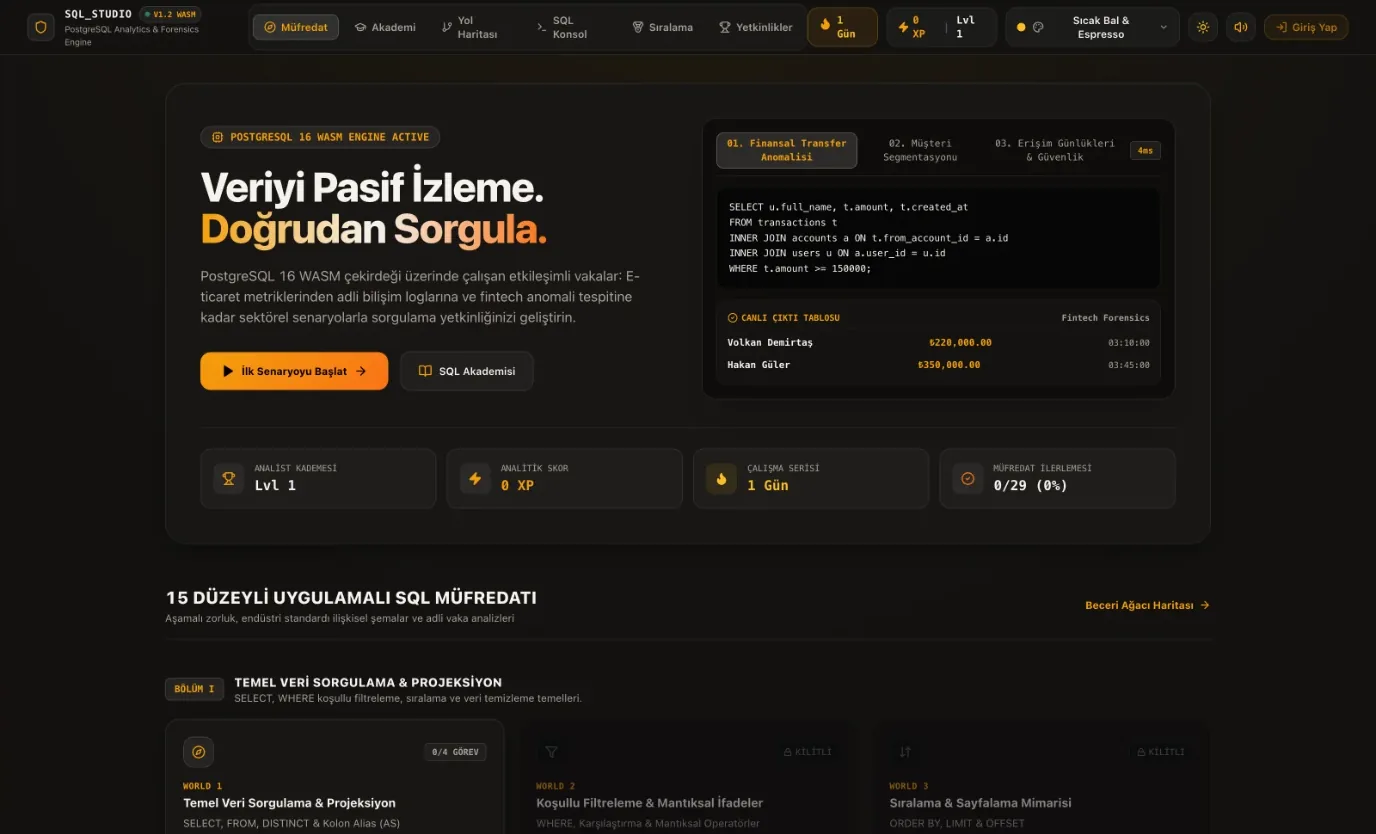 SQL_STUDIO
V1.2 WASM
PostgreSQL Analytics & Forensics
Engine
Müfredat
Akademi
Yol
Haritası
SQL
Konsol
Sıralama
Yetkinlikler
1
Gün
0
XP
Lvl
1
Sıcak Bal &
Espresso
Giriş Yap
POSTGRESQL 16 WASM ENGINE ACTIVE
Veriyi Pasif İzleme.
Doğrudan Sorgula.
PostgreSQL 16 WASM çekirdeği üzerinde çalışan etkileşimli vakalar: E-
ticaret metriklerinden adli bilişim loglarına ve fintech anomali tespitine
kadar sektörel senaryolarla sorgulama yetkinliğinizi geliştirin.
İlk Senaryoyu Başlat
SQL Akademisi
01. Finansal Transfer
Anomalisi
02. Müşteri
Segmentasyonu
03. Erişim Günlükleri
& Güvenlik
4ms
SELECT u.full_name, t.amount, t.created_at
FROM transactions t
INNER JOIN accounts a ON t.from_account_id = a.id
INNER JOIN users u ON a.user_id = u.id
WHERE t.amount >= 150000;
CANLI ÇIKTI TABLOSU
Fintech Forensics
Volkan Demirtaş ₺220,000.00 03:10:00
Hakan Güler ₺350,000.00 03:45:00
ANALİST KADEMESİ
Lvl 1
ANALİTİK SKOR
0 XP
ÇALIŞMA SERİSİ
1 Gün
MÜFREDAT İLERLEMESİ
0/29 (0%)
15 DÜZEYLİ UYGULAMALI SQL MÜFREDATI
Aşamalı zorluk, endüstri standardı ilişkisel şemalar ve adli vaka analizleri
Beceri Ağacı Haritası
BÖLÜM I
TEMEL VERİ SORGULAMA & PROJEKSİYON
SELECT, WHERE koşullu filtreleme, sıralama ve veri temizleme temelleri.
0/4 GÖREV
WORLD 1
Temel Veri Sorgulama & Projeksiyon
SELECT, FROM, DISTINCT & Kolon Alias (AS)
KİLİTLİ
WORLD 2
Koşullu Filtreleme & Mantıksal İfadeler
WHERE, Karşılaştırma & Mantıksal Operatörler
KİLİTLİ
WORLD 3
Sıralama & Sayfalama Mimarisi
ORDER BY, LIMIT & OFFSET